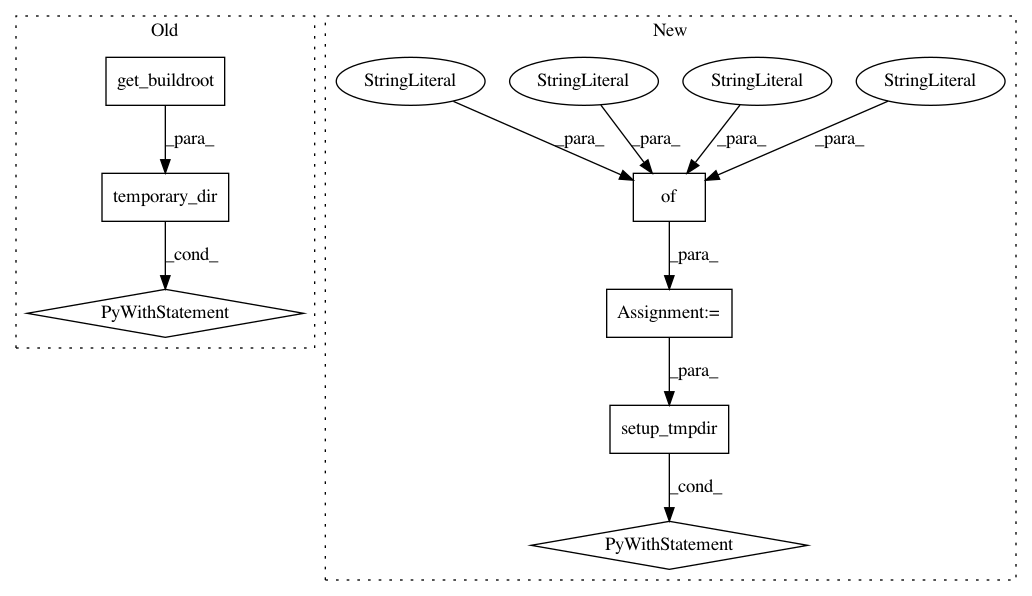 Old
New
get_buildroot
StringLiteral
StringLiteral
StringLiteral
StringLiteral
_para_
_para_
_para_
_para_
_para_
temporary_dir
of
_cond_
_para_
PyWithStatement
Assignment:=
_para_
setup_tmpdir
_cond_
PyWithStatement